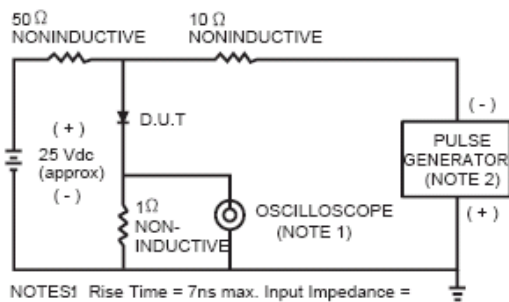 50 Ω
NONINDUCTIVE
10 Ω
NONINDUCTIVE
( + )
25 Vdc
(approx)
( - )
D.U.T
1Ω
NON-
INDUCTIVE
OSCILLOSCOPE
(NOTE 1)
( - )
PULSE
GENERATOR
(NOTE 2)
( + )
NOTES1 Rise Time = 7ns max. Input Impedance =